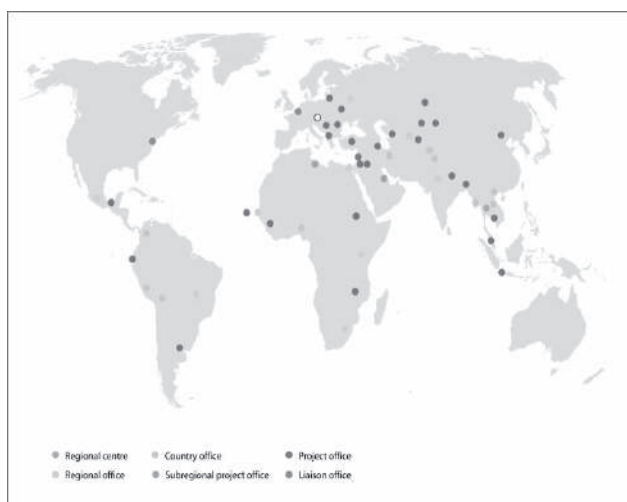 Regional centre
Country office
Project office
Regional office
Subregional project office
Liaison office